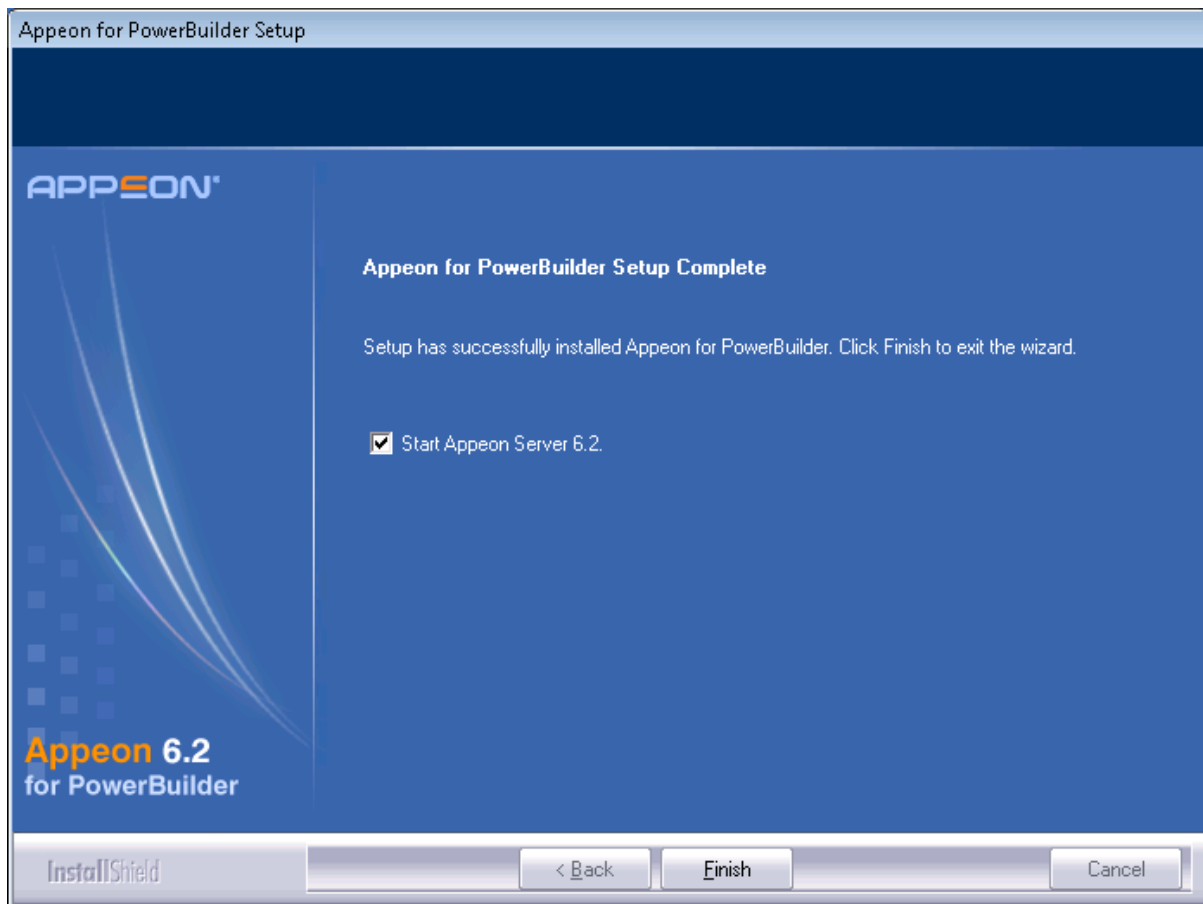 Appeon for PowerBuilder Setup
APPEON®
Appeon for PowerBuilder Setup Complete
Setup has successfully installed Appeon for PowerBuilder. Click Finish to exit the wizard.
Start Appeon Server 6.2.
Appeon 6.2
for PowerBuilder
InstallShield
< Back
Finish
Cancel